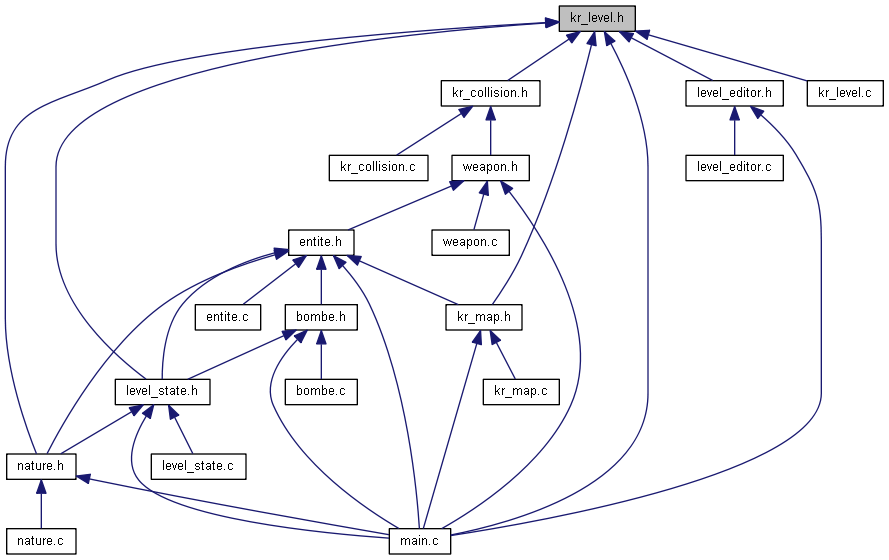 kr_level.h
kr_collision.h
level_editor.h
kr_level.c
kr_collision.c
weapon.h
level_editor.c
entite.h
weapon.c
entite.c
bombe.h
kr_map.h
level_state.h
bombe.c
kr_map.c
nature.h
level_state.c
nature.c
main.c